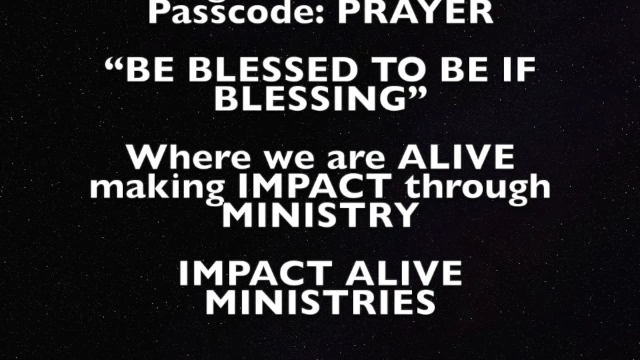 Passcode: PRAYER
“BE BLESSED TO BE IF
BLESSING”
Where we are ALIVE
making IMPACT through
MINISTRY
IMPACT ALIVE
MINISTRIES